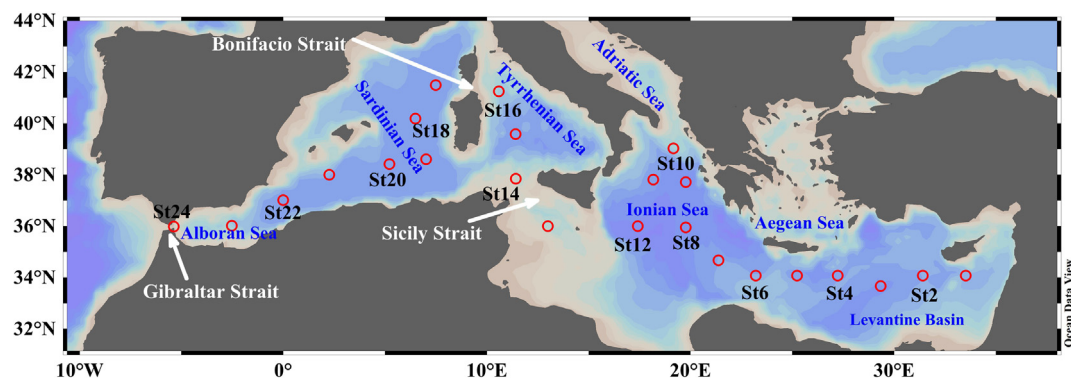 44°N
42°N
40°N
38°N
36°N
34°N
32°N
Bonifacio Strait
Adriatic Sea
Tyrrhenian Sea
Sardinian Sea
St16
St18
St10
St20
St14
St24
St22
Alboran Sea
Sicily Strait
Ionian Sea
Aegean Sea
St12
St8
Gibraltar Strait
St6
St4
St2
Levantine Basin
Ocean Data View
10°W
0°
10°E
20°E
30°E